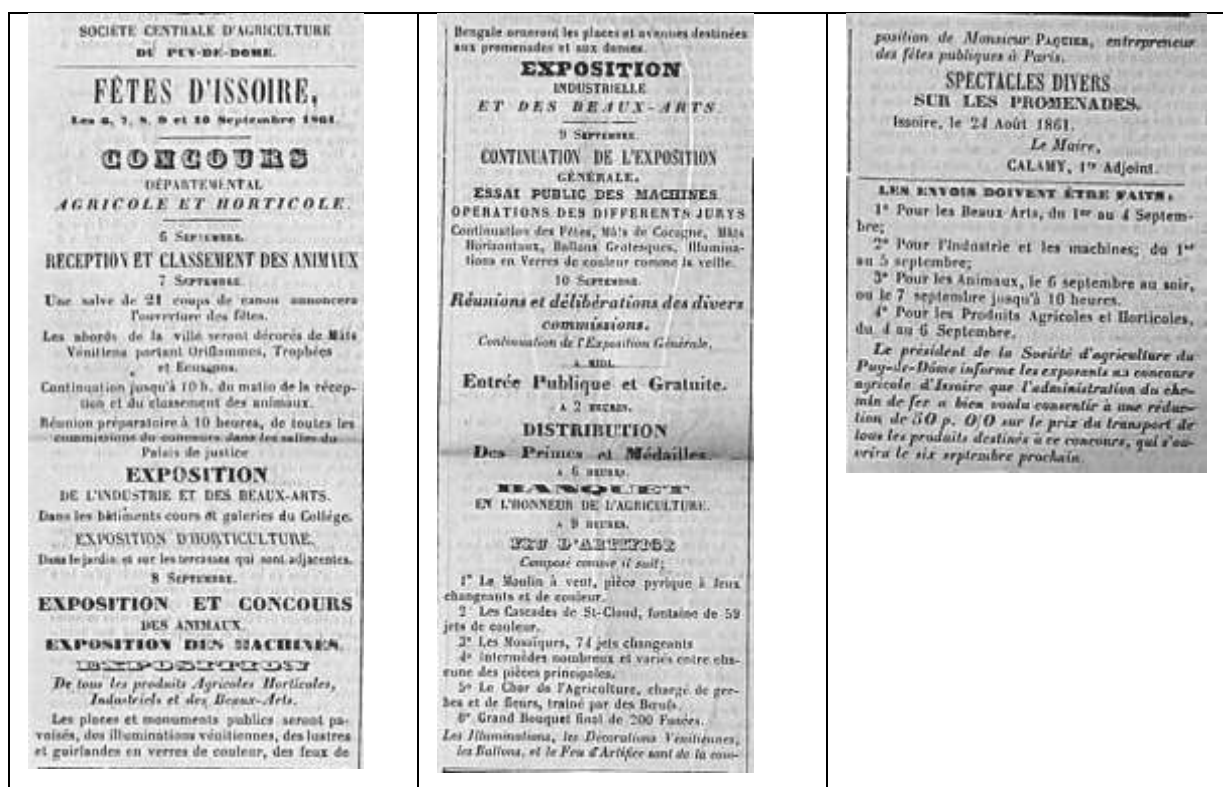 SOCIÉTÉ CENTRALE D'AGRICULTURE
DU PUY-DE-DOME.
FÊTES D'ISSOIRE,
Les 6, 7, 8, 9 et 10 Septembre 1861.
CONCOURS
DÉPARTEMENTAL
AGRICOLE ET HORTICOLE.
6 SEPTEMBRE.
RECEPTION ET CLASSEMENT DES ANIMAUX
7 SEPTEMBRE.
Une salve de 21 coups de canon annoncera
l'ouverture des fêtes.
Les abords de la ville seront décorés de Mâts
Vénitiens portant Oriflammes, Trophées
et Ecussons.
Continuation jusqu'à 10 h. du matin de la récep-
tion et du classement des animaux.
Réunion préparatoire à 10 heures, de toutes les
commissions du concours dans les salles du
Palais de justice
EXPOSITION
DE L'INDUSTRIE ET DES BEAUX-ARTS.
Dans les bâtiments cours et galeries du Collége.
EXPOSITION D'HORTICULTURE.
Dans le jardin et sur les terrasses qui sont adjacentes.
8 SEPTEMBRE.
EXPOSITION ET CONCOURS
DES ANIMAUX.
EXPOSITION DES MACHINES.
EXPOSITION
De tous les produits Agricoles Horticoles,
Industriels et des Beaux-Arts.
Les places et monuments publics seront pa-
voisés, des illuminations vénitiennes, des lustres
et guirlandes en verres de couleur, des feux de
Bengale orneront les places et avenues destinées
aux promenades et aux danses.
EXPOSITION
INDUSTRIELLE
ET DES BEAUX-ARTS.
9 SEPTEMBRE.
CONTINUATION DE L'EXPOSITION
GÉNÉRALE.
ESSAI PUBLIC DES MACHINES
OPERATIONS DES DIFFERENTS JURYS
Continuation des Fêtes, Mâts de Cocagne, Mâts
Horizontaux, Ballons Grotesques, Illumina-
tions en Verres de couleur comme la veille.
10 SEPTEMBRE.
Réunions et délibérations des divers
commissions.
Continuation de l'Exposition Générale.
A MIDI.
Entrée Publique et Gratuite.
A 2 HEURES.
DISTRIBUTION
Des Primes et Médailles.
A 6 HEURES.
BANQUET
EN L'HONNEUR DE L'AGRICULTURE.
A 9 HEURES.
FEU D'ARTIFICE
Composé comme il suit;
1° Le Moulin à vent, pièce pyrique à feux
changeants et de couleur.
2 Les Cascades de St-Cloud, fontaine de 59
jets de couleur.
3° Les Mosaïques, 74 jets changeants
4° Intermèdes nombreux et variés entre cha-
cune des pièces principales.
5° Le Char de l'Agriculture, chargé de ger-
bes et de fleurs, traîné par des Bœufs.
6° Grand Bouquet final de 200 Fusées.
Les Illuminations, les Décorations Vénitiennes,
les Ballons, et le Feu d'Artifice sont de la com-
position de Monsieur PAQUIER, entrepreneur
des fêtes publiques à Paris.
SPECTACLES DIVERS
SUR LES PROMENADES.
Issoire, le 24 Août 1861.
Le Maire,
CALAMY, 1er Adjoint.
LES ENVOIS DOIVENT ÊTRE FAITS:
1° Pour les Beaux Arts, du 1er au 4 Septem-
bre;
2° Pour l'industrie et les machines; du 1er
au 5 septembre;
3° Pour les Animaux, le 6 septembre au soir,
ou le 7 septembre jusqu'à 10 heures.
4° Pour les Produits Agricoles et Horticoles,
du 4 au 6 Septembre.
Le président de la Société d'agriculture du
Puy-de-Dôme informe les exposants au concours
agricole d'Issoire que l'administration du che-
min de fer a bien voulu consentir à une réduc-
tion de 50 p. 0/0 sur le prix du transport de
tous les produits destinés à ce concours, qui s'ou-
vrira le six septembre prochain.